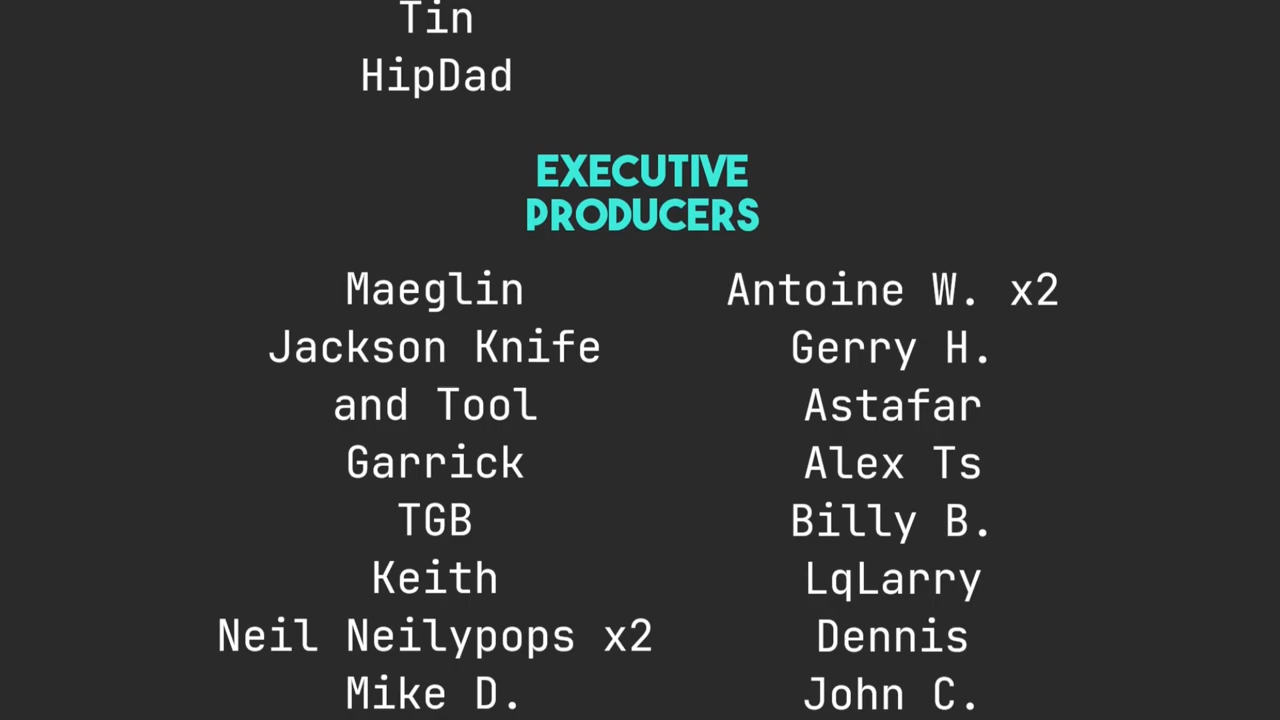 Tin
HipDad
EXECUTIVE
PRODUCERS
Maeglin
Jackson Knife
and Tool
Garrick
TGB
Keith
Neil Neilypops x2
Mike D.
Antoine W. x2
Gerry H.
Astafar
Alex Ts
Billy B.
LqLarry
Dennis
John C.